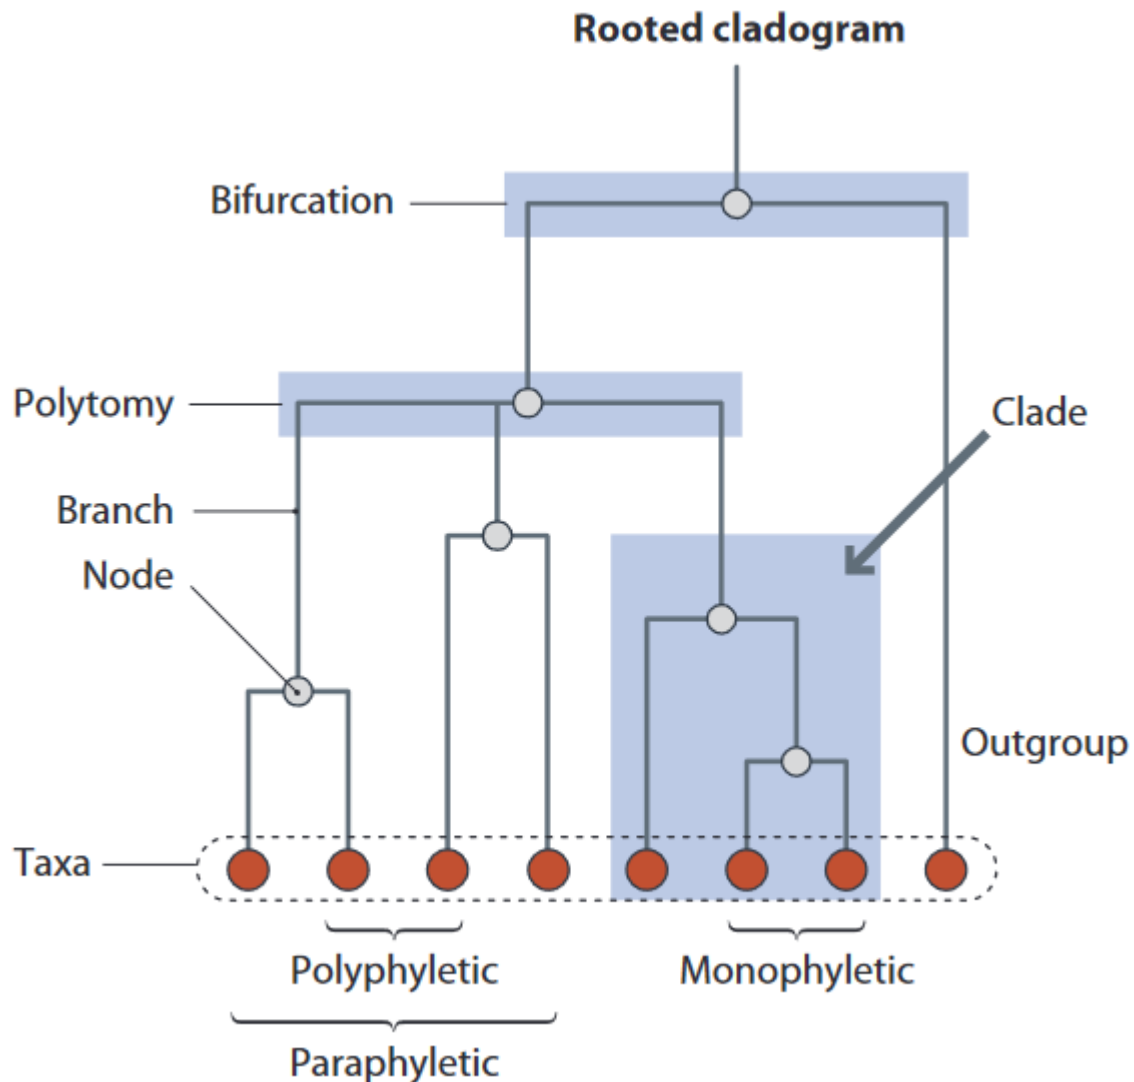 Rooted cladogram
Bifurcation
Polytomy
Clade
Branch
Node
Outgroup
Taxa
Polyphyletic
Monophyletic
Paraphyletic